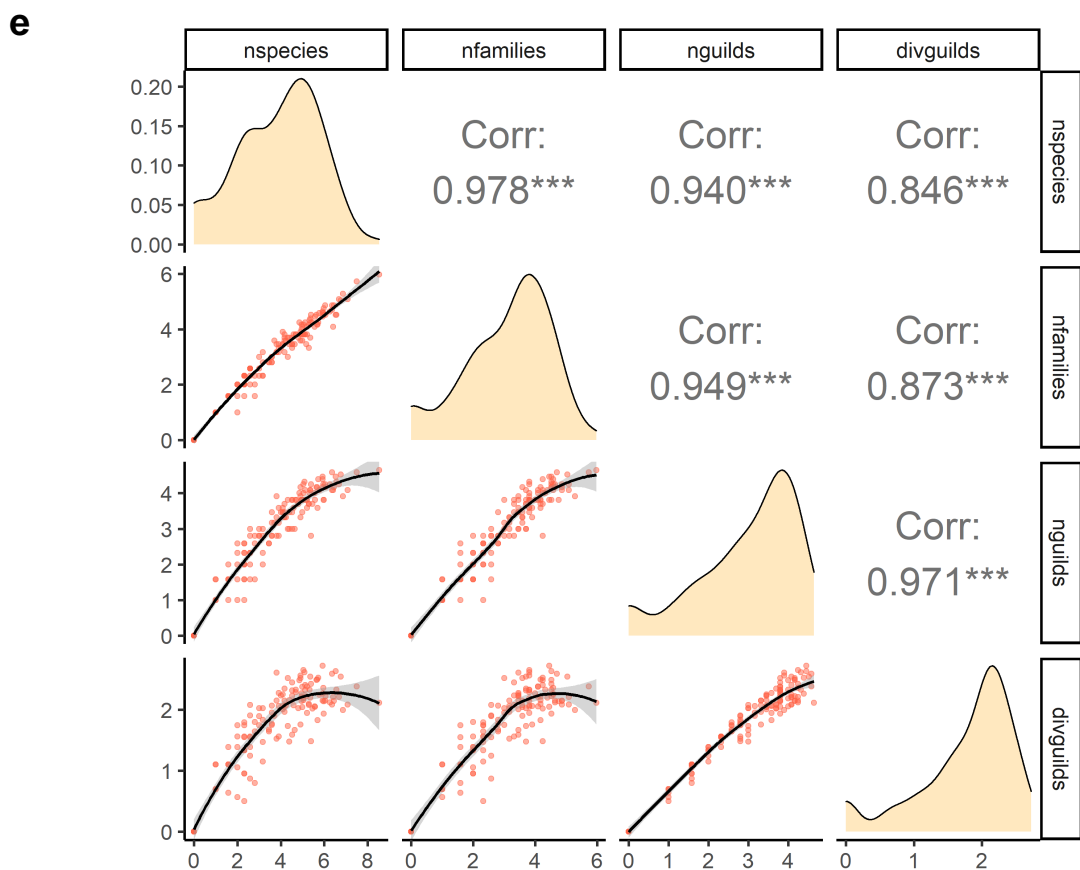 e
nspecies nfamilies nguilds divguilds
0.20
0.15
0.10
0.05
0.00
Corr:
0.978***
Corr:
0.940***
Corr:
0.846***
nspecies
6
4
2
0
Corr:
0.949***
Corr:
0.873***
nfamilies
4
3
2
1
0
Corr:
0.971***
nguilds
2
1
0
divguilds
0 2 4 6 8 0 2 4 6 0 1 2 3 4 0 1 2